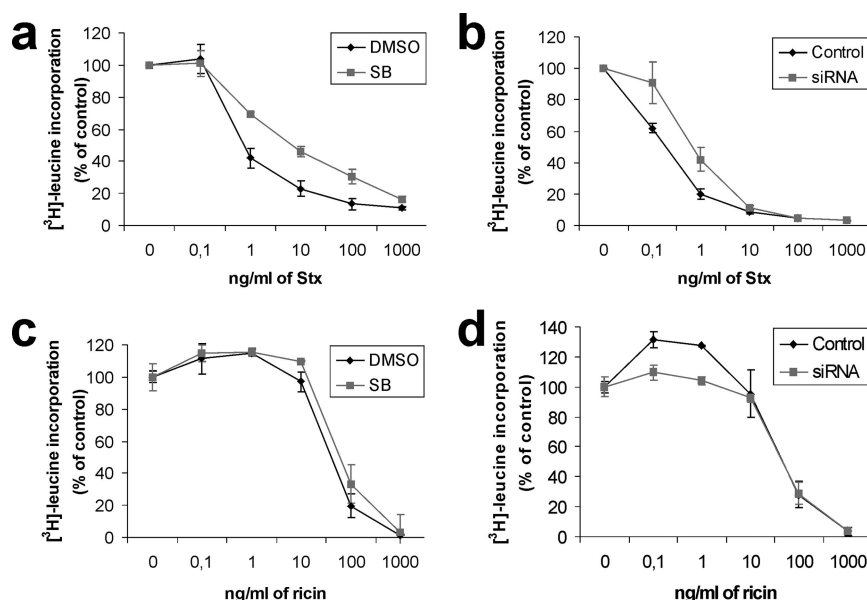 a
[³H]-leucine incorporation
(% of control)
120
100
80
60
40
20
0
0 0,1 1 10 100 1000
ng/ml of Stx
DMSO
SB
b
[³H]-leucine incorporation
(% of control)
120
100
80
60
40
20
0
0 0,1 1 10 100 1000
ng/ml of Stx
Control
siRNA
c
[³H]-leucine incorporation
(% of control)
120
100
80
60
40
20
0
0 0,1 1 10 100 1000
ng/ml of ricin
DMSO
SB
d
[³H]-leucine incorporation
(% of control)
140
120
100
80
60
40
20
0
0 0,1 1 10 100 1000
ng/ml of ricin
Control
siRNA